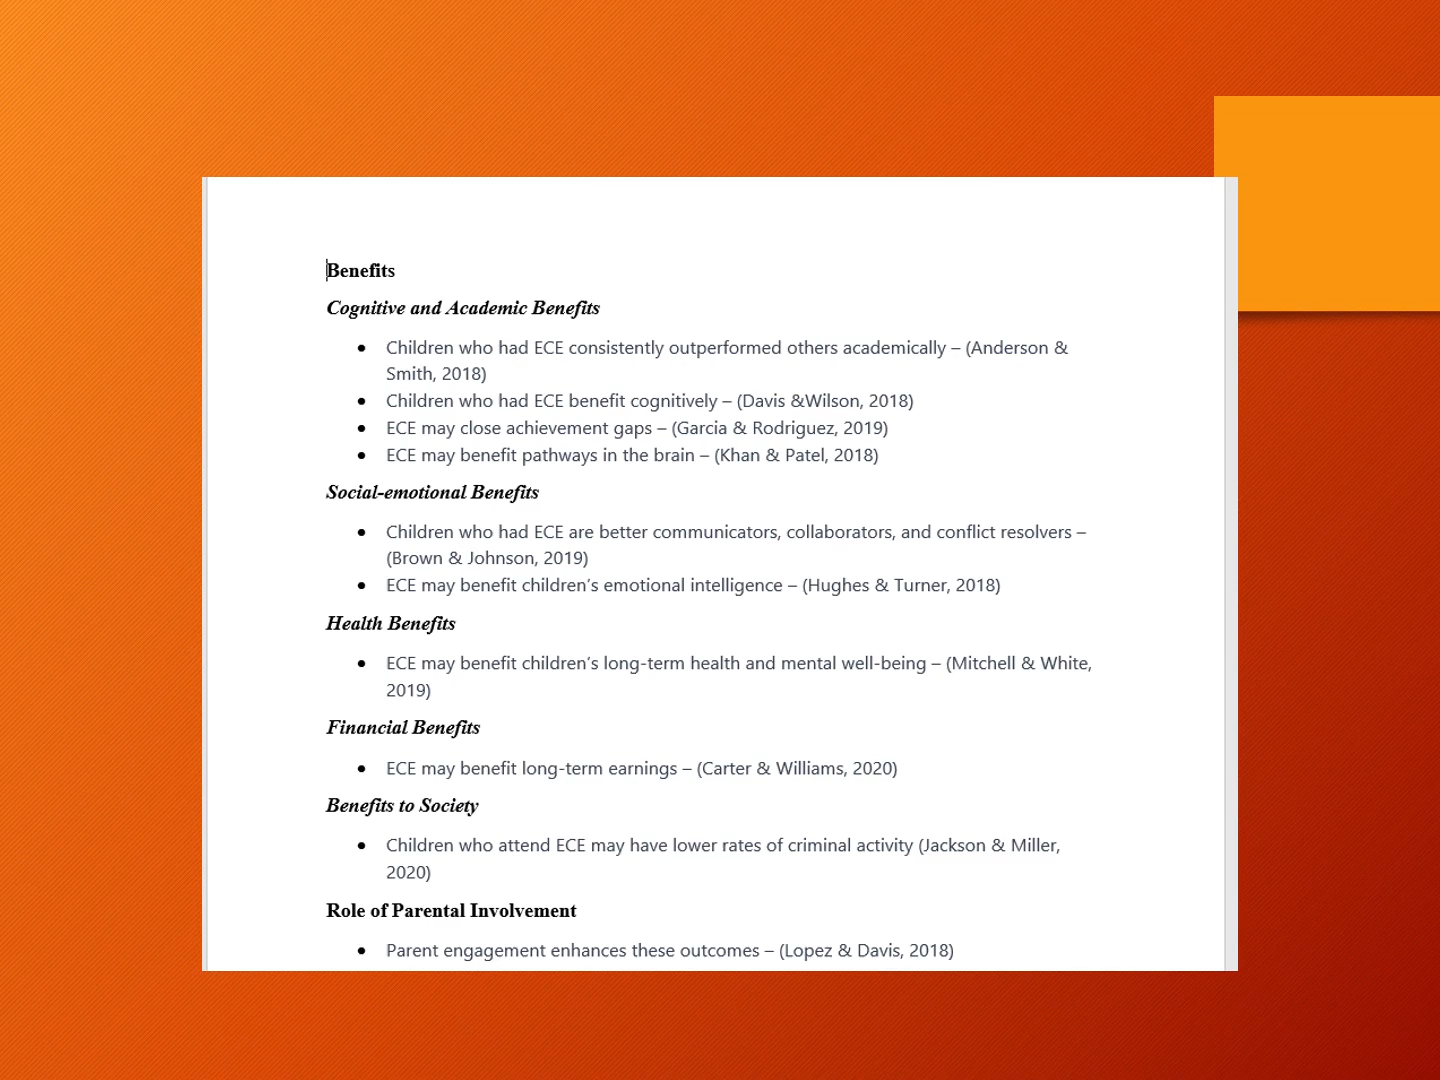 Benefits
Cognitive and Academic Benefits
● Children who had ECE consistently outperformed others academically – (Anderson &
Smith, 2018)
● Children who had ECE benefit cognitively – (Davis &Wilson, 2018)
● ECE may close achievement gaps – (Garcia & Rodriguez, 2019)
● ECE may benefit pathways in the brain – (Khan & Patel, 2018)
Social-emotional Benefits
● Children who had ECE are better communicators, collaborators, and conflict resolvers –
(Brown & Johnson, 2019)
● ECE may benefit children’s emotional intelligence – (Hughes & Turner, 2018)
Health Benefits
● ECE may benefit children’s long-term health and mental well-being – (Mitchell & White,
2019)
Financial Benefits
● ECE may benefit long-term earnings – (Carter & Williams, 2020)
Benefits to Society
● Children who attend ECE may have lower rates of criminal activity (Jackson & Miller,
2020)
Role of Parental Involvement
● Parent engagement enhances these outcomes – (Lopez & Davis, 2018)